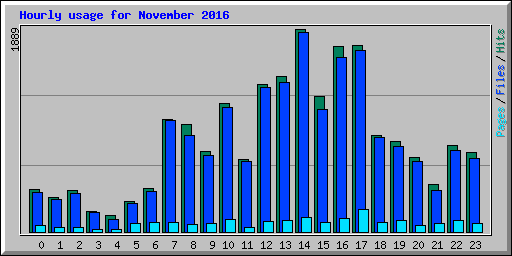 Hourly usage for November 2016
1889
Pages/Files/Hits
0 1 2 3 4 5 6 7 8 9 10 11 12 13 14 15 16 17 18 19 20 21 22 23